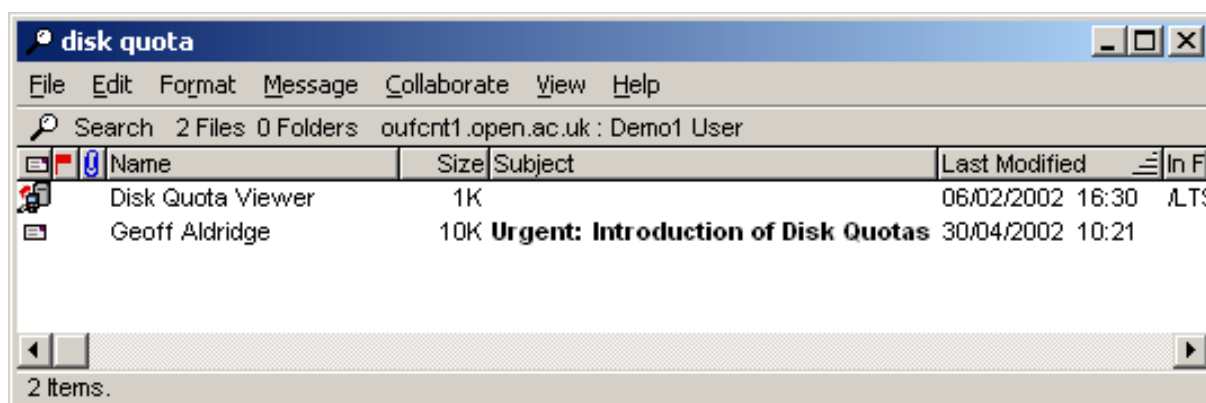 disk quota
File Edit Format Message Collaborate View Help
Search 2 Files 0 Folders oufcnt1.open.ac.uk : Demo1 User
Name Size Subject Last Modified In F
Disk Quota Viewer 1K 06/02/2002 16:30 /LTS
Geoff Aldridge 10K Urgent: Introduction of Disk Quotas 30/04/2002 10:21
2 Items.